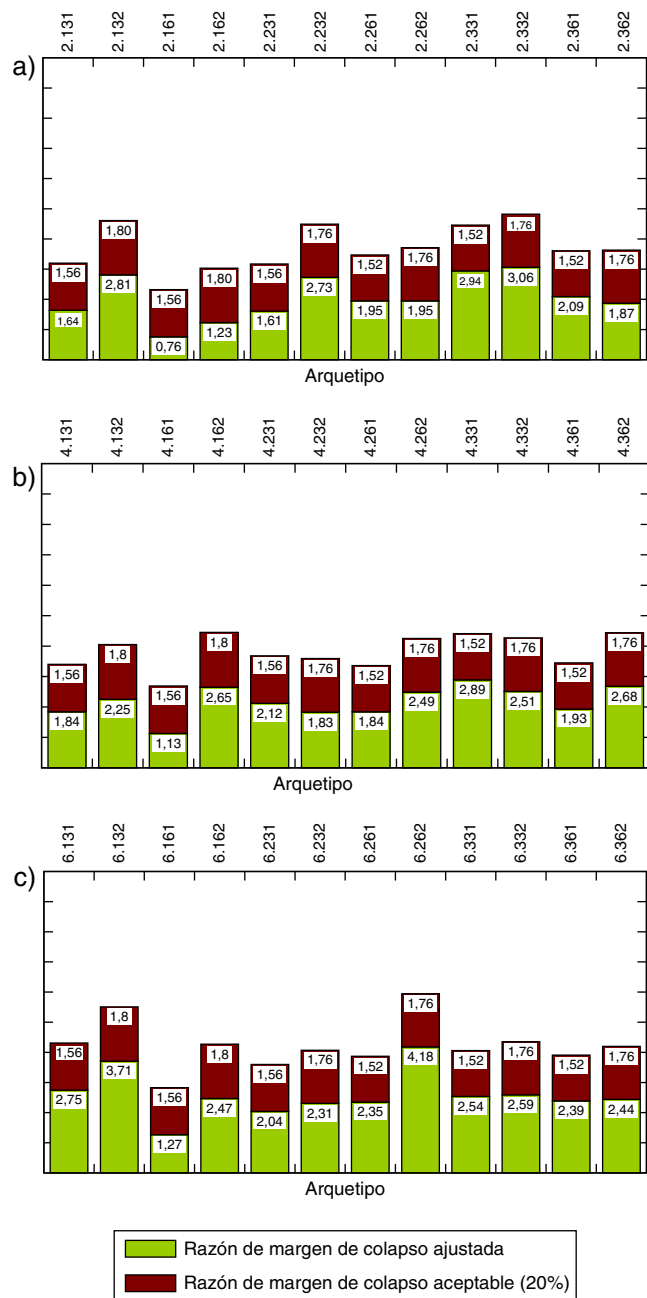 2.131 2.132 2.161 2.162 2.231 2.232 2.261 2.262 2.331 2.332 2.361 2.362
a)
1,56 1,80 1,56 1,80 1,56 1,76 1,52 1,76 1,52 1,76 1,52 1,76
1,64 2,81 0,76 1,23 1,61 2,73 1,95 1,95 2,94 3,06 2,09 1,87
Arquetipo
4.131 4.132 4.161 4.162 4.231 4.232 4.261 4.262 4.331 4.332 4.361 4.362
b)
1,56 1,8 1,56 1,8 1,56 1,76 1,52 1,76 1,52 1,76 1,52 1,76
1,84 2,25 1,13 2,65 2,12 1,83 1,84 2,49 2,89 2,51 1,93 2,68
Arquetipo
6.131 6.132 6.161 6.162 6.231 6.232 6.261 6.262 6.331 6.332 6.361 6.362
c)
1,56 1,8 1,56 1,8 1,56 1,76 1,52 1,76 1,52 1,76 1,52 1,76
2,75 3,71 1,27 2,47 2,04 2,31 2,35 4,18 2,54 2,59 2,39 2,44
Arquetipo
Razón de margen de colapso ajustada
Razón de margen de colapso aceptable (20%)